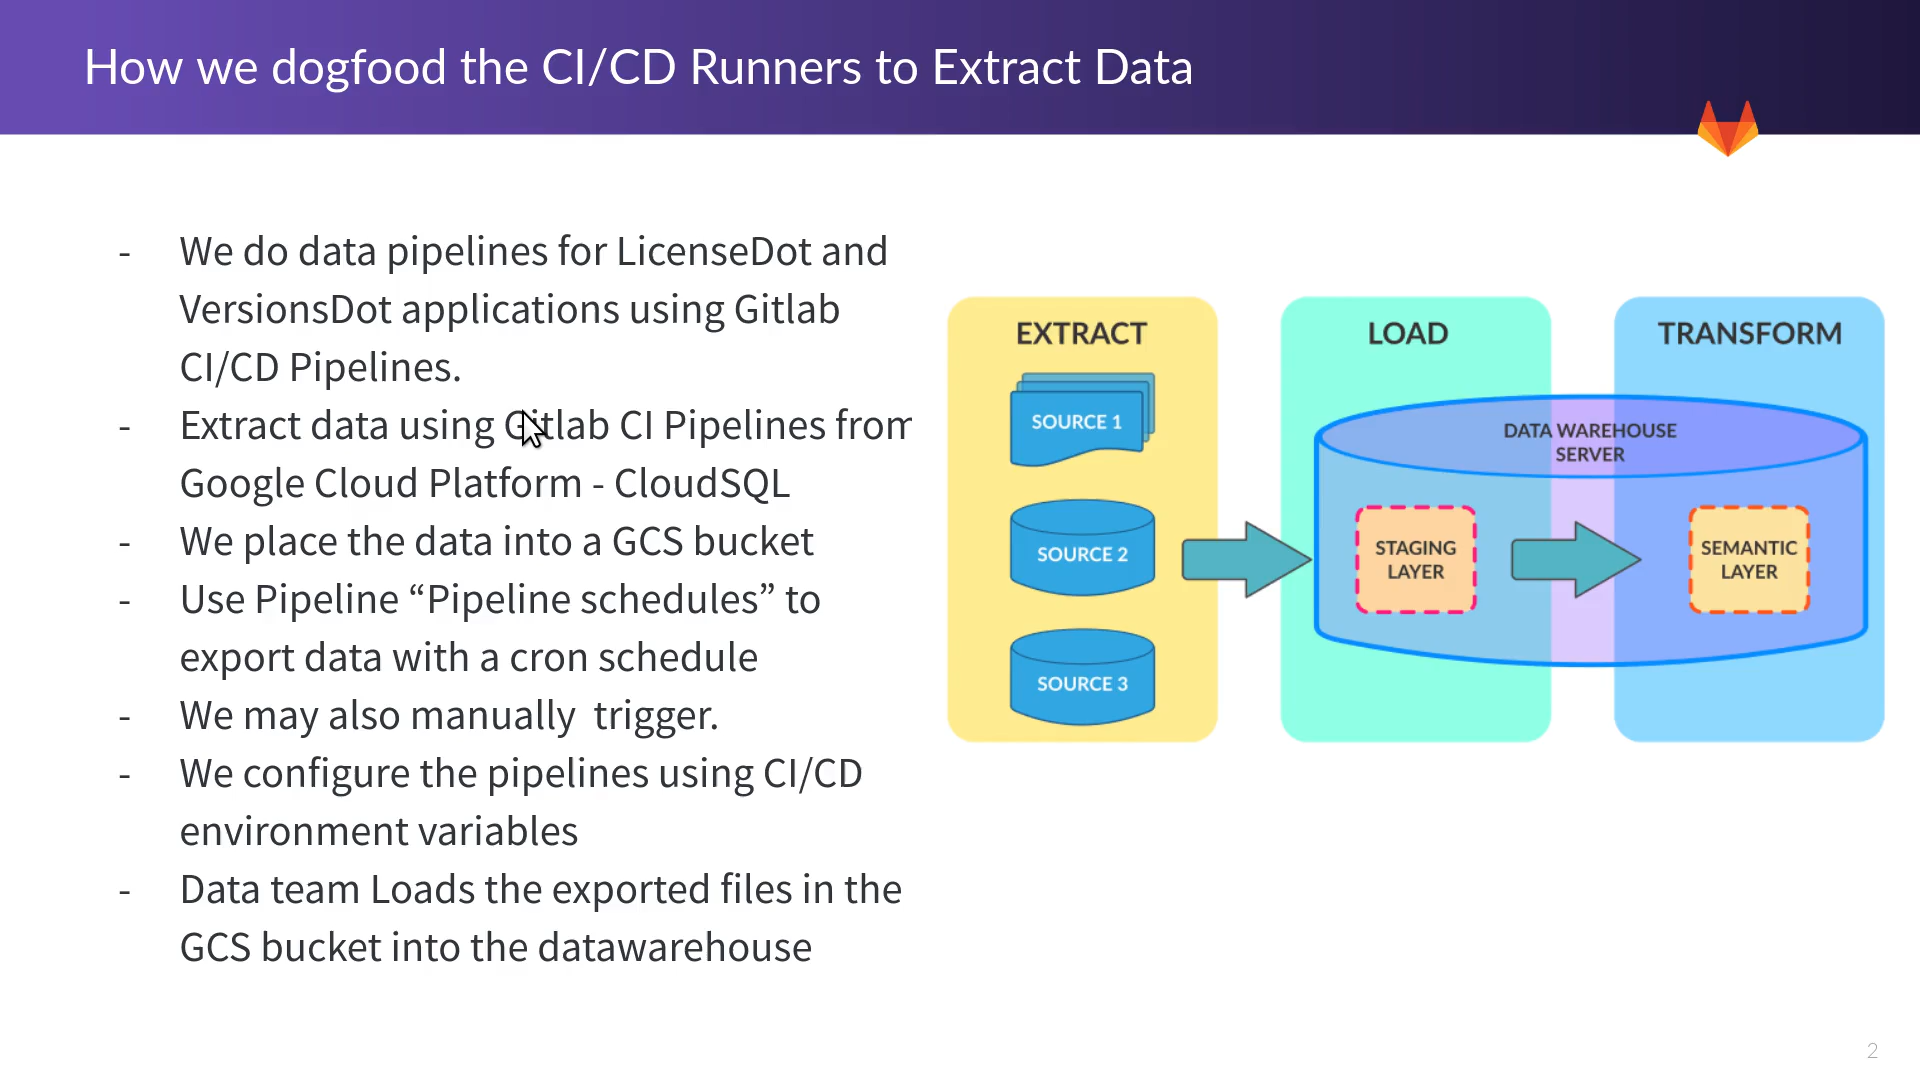 How we dogfood the CI/CD Runners to Extract Data
- We do data pipelines for LicenseDot and
VersionsDot applications using Gitlab
CI/CD Pipelines.
- Extract data using Gitlab CI Pipelines from
Google Cloud Platform - CloudSQL
- We place the data into a GCS bucket
- Use Pipeline “Pipeline schedules” to
export data with a cron schedule
- We may also manually  trigger.
- We configure the pipelines using CI/CD
environment variables
- Data team Loads the exported files in the
GCS bucket into the datawarehouse
EXTRACT
SOURCE 1
SOURCE 2
SOURCE 3
LOAD
TRANSFORM
DATA WAREHOUSE
SERVER
STAGING
LAYER
SEMANTIC
LAYER
2